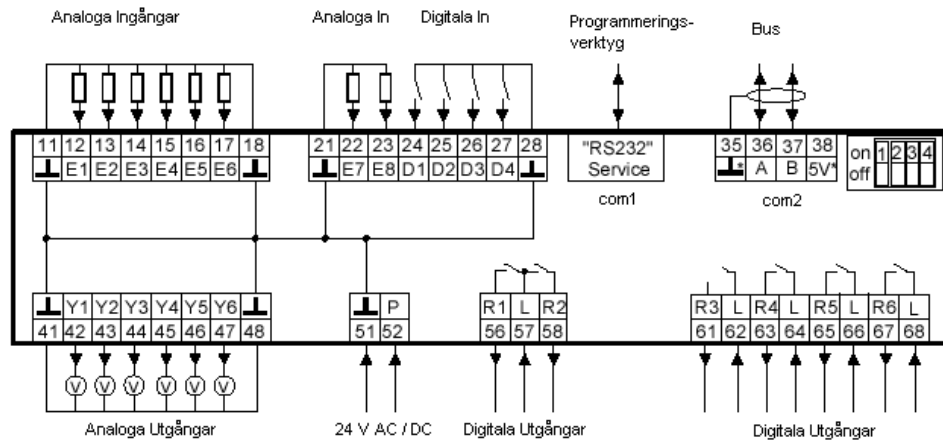 Analoga Ingångar
Analoga In
Digitala In
Programmerings-
verktyg
Bus
11 12 13 14 15 16 17 18
E1 E2 E3 E4 E5 E6
21 22 23 24 25 26 27 28
E7 E8 D1 D2 D3 D4
"RS232"
Service
com1
35 36 37 38
* A B 5V*
com2
on
off
1 2 3 4
Y1 Y2 Y3 Y4 Y5 Y6
41 42 43 44 45 46 47 48
P
51 52
R1 L R2
56 57 58
R3 L R4 L R5 L R6 L
61 62 63 64 65 66 67 68
V V V V V V
Analoga Utgångar
24 V AC / DC
Digitala Utgångar
Digitala Utgångar